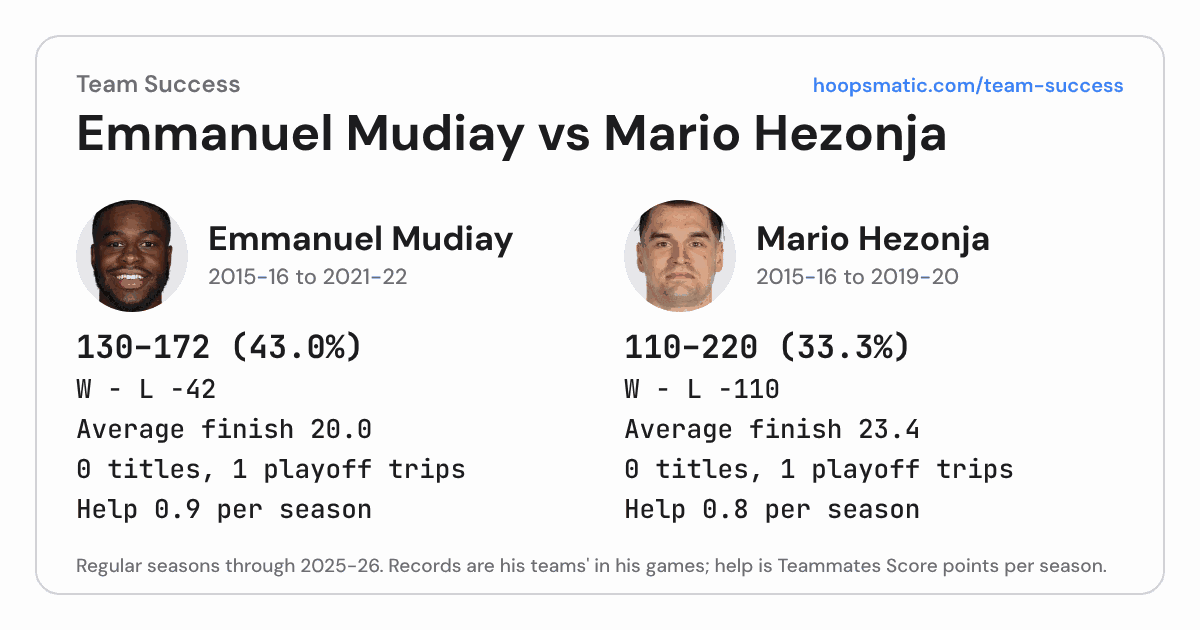 Team Success
hoopsmatic.com/team-success
Emmanuel Mudiay vs Mario Hezonja
Emmanuel Mudiay
2015-16 to 2021-22
130-172 (43.0%)
W - L -42
Average finish 20.0
0 titles, 1 playoff trips
Help 0.9 per season
Mario Hezonja
2015-16 to 2019-20
110-220 (33.3%)
W - L -110
Average finish 23.4
0 titles, 1 playoff trips
Help 0.8 per season
Regular seasons through 2025-26. Records are his teams' in his games; help is Teammates Score points per season.